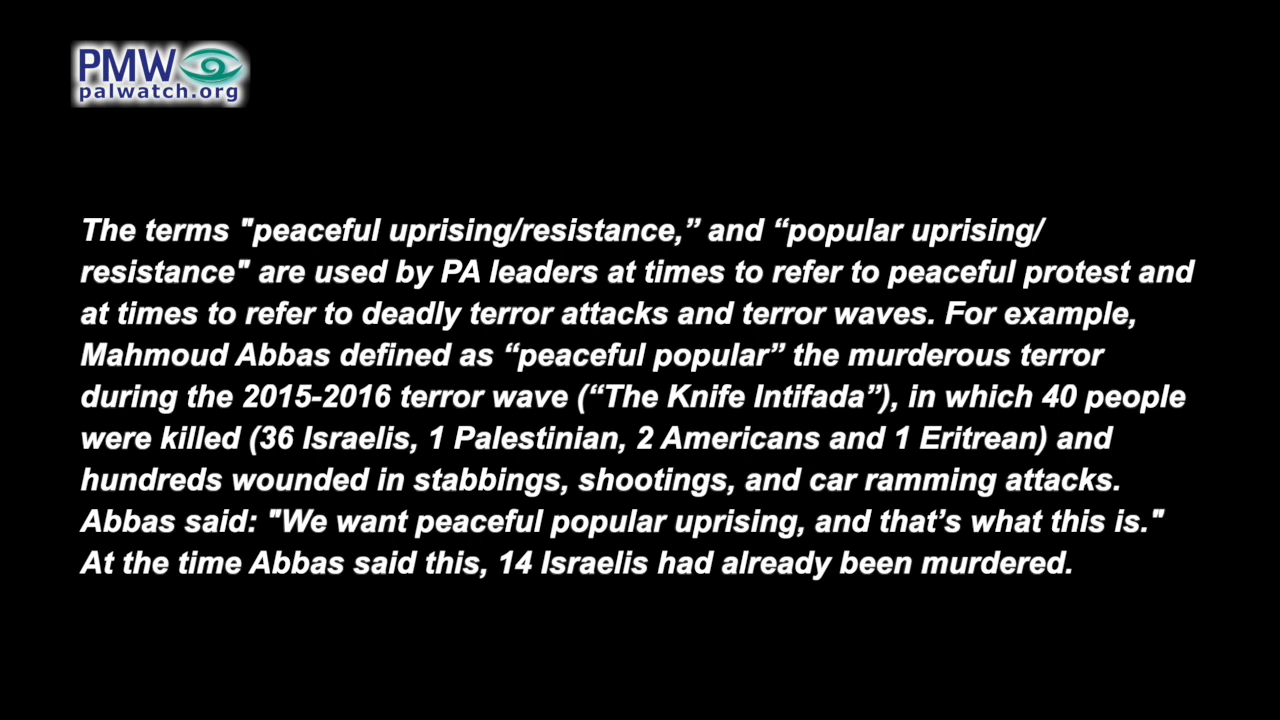 PMW
palwatch.org
The terms "peaceful uprising/resistance,” and “popular uprising/
resistance" are used by PA leaders at times to refer to peaceful protest and
at times to refer to deadly terror attacks and terror waves. For example,
Mahmoud Abbas defined as “peaceful popular” the murderous terror
during the 2015-2016 terror wave (“The Knife Intifada”), in which 40 people
were killed (36 Israelis, 1 Palestinian, 2 Americans and 1 Eritrean) and
hundreds wounded in stabbings, shootings, and car ramming attacks.
Abbas said: "We want peaceful popular uprising, and that’s what this is."
At the time Abbas said this, 14 Israelis had already been murdered.